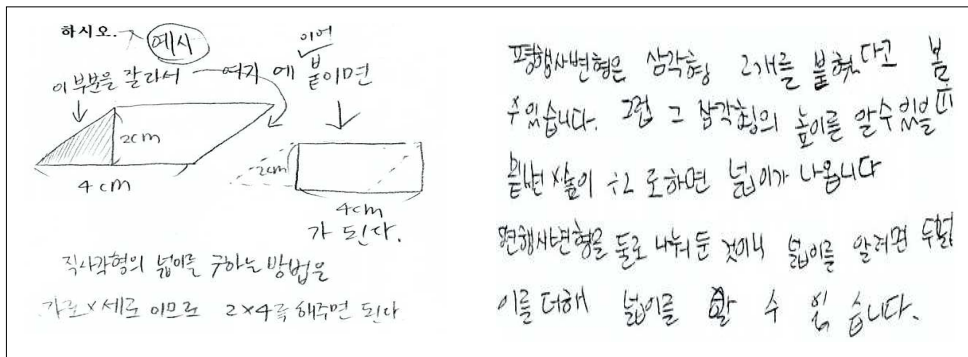 하시오.
예시
이 부분을 잘라서
여기에
이어
붙이면
2cm
4cm
2cm
4cm
가 된다.
직사각형의 넓이를 구하는 방법은
가로×세로 이므로 2×4를 해주면 된다
평행사변형은 삼각형 2개를 붙혔다고 볼
수 있습니다. 그럼 그 삼각형의 높이를 알수
밑변×높이 ÷2 로하면 넓이가 나옵니다
평행사변형을 둘로 나눠 둔 것이니 넓이를 알려면
이를 더해 넓이를 할 수 있습니다.